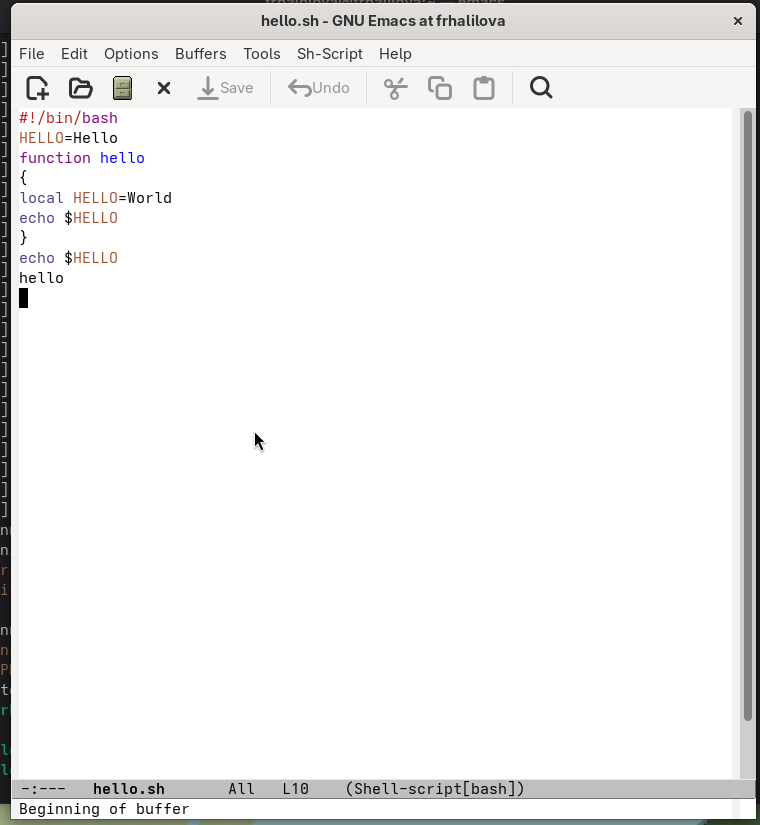 hello.sh - GNU Emacs at frhalilova
File Edit Options Buffers Tools Sh-Script Help
Save Undo
#!/bin/bash
HELLO=Hello
function hello
{
local HELLO=World
echo $HELLO
}
echo $HELLO
hello
-:--- hello.sh All L10 (Shell-script[bash])
Beginning of buffer